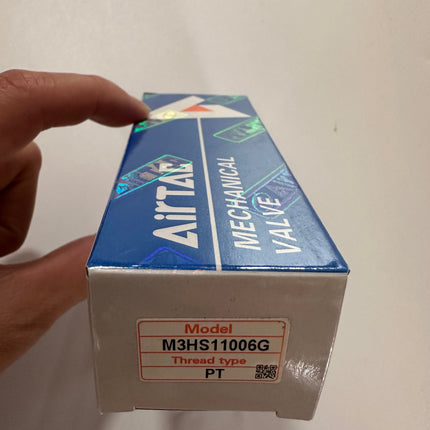 AirTAC
MECHANICAL
VALVE
Model
M3HS11006G
Thread type
PT